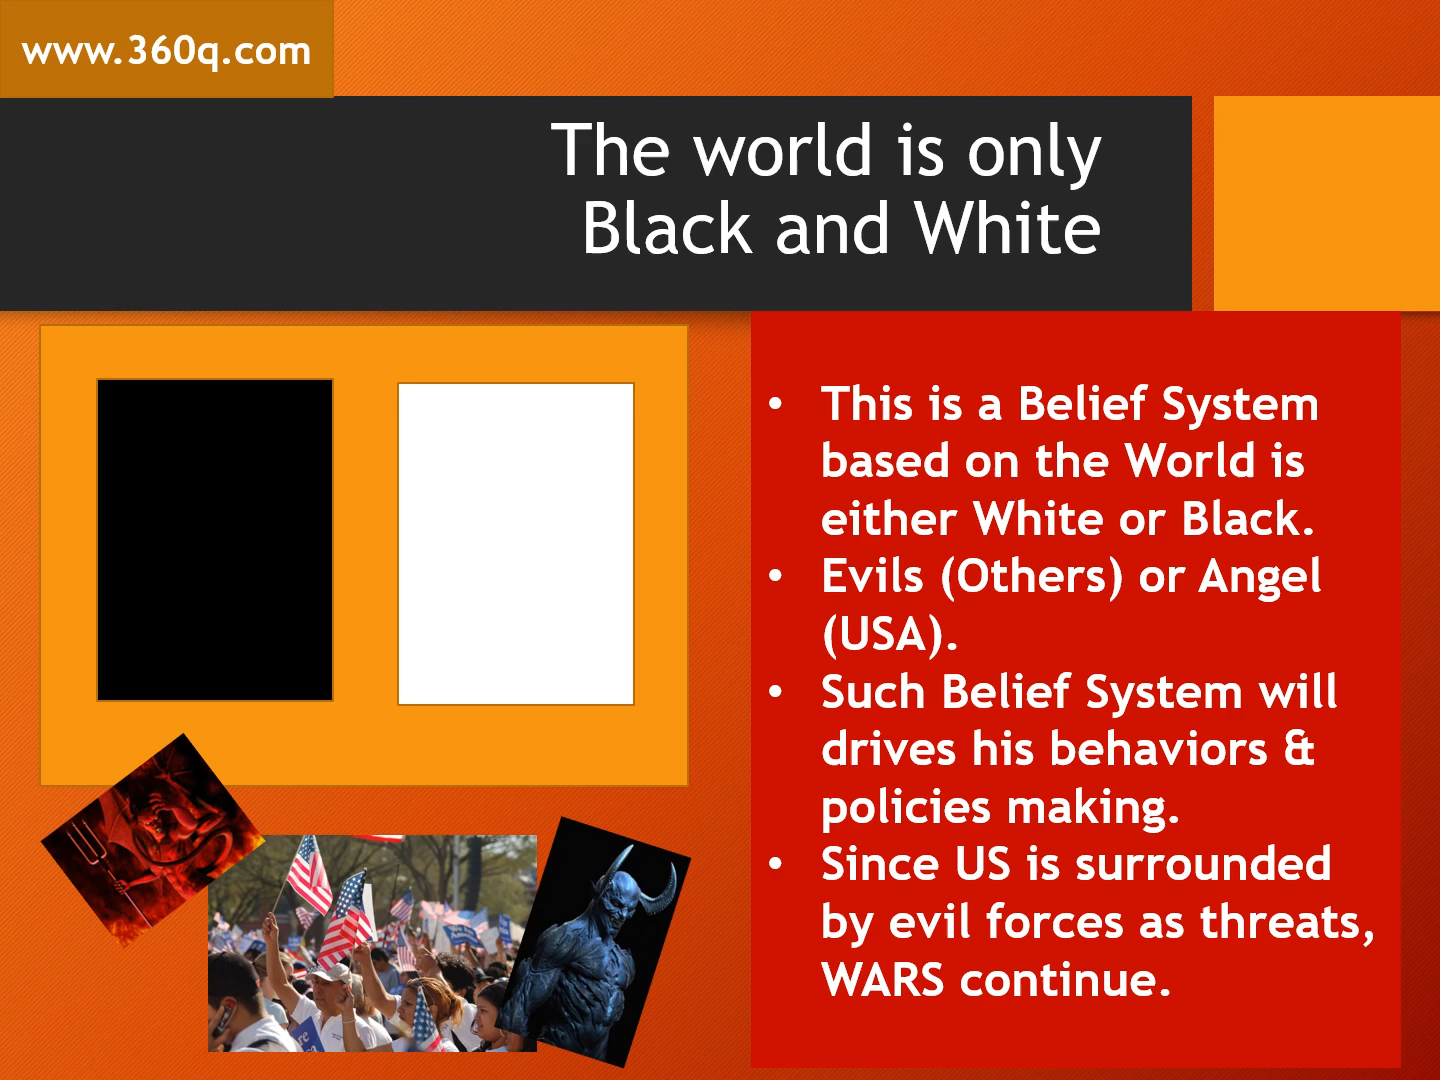 www.360q.com
The world is only
Black and White
• This is a Belief System
based on the World is
either White or Black.
• Evils (Others) or Angel
(USA).
• Such Belief System will
drives his behaviors &
policies making.
• Since US is surrounded
by evil forces as threats,
WARS continue.